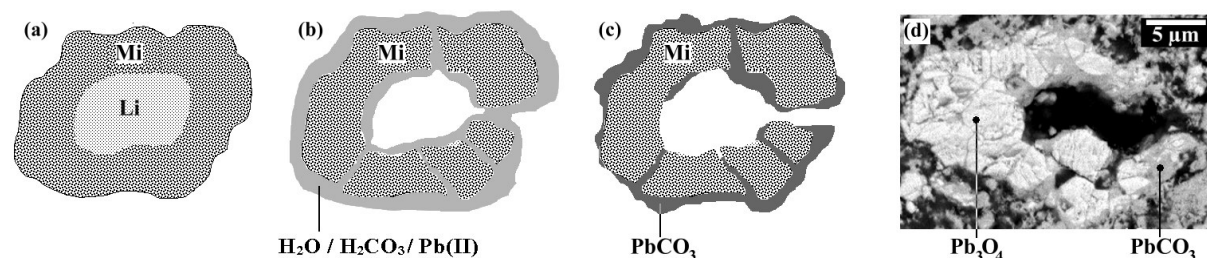 (a)
Mi
Li
(b)
Mi
H₂O / H₂CO₃ / Pb(II)
(c)
Mi
PbCO₃
(d)
5 µm
Pb₃O₄
PbCO₃